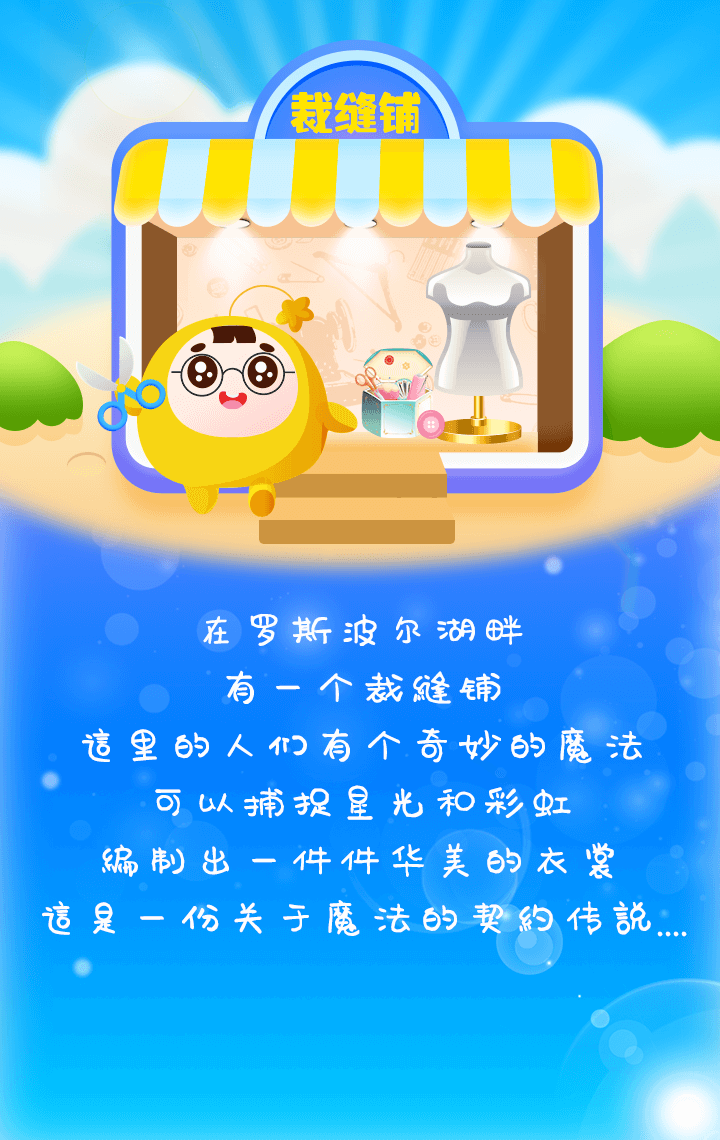 裁缝铺
在罗斯波尔湖畔
有一个裁縫铺
這里的人们有个奇妙的魔法
可以捕捉星光和彩虹
编制出一件件华美的衣裳
這是一份关于魔法的契約传説....